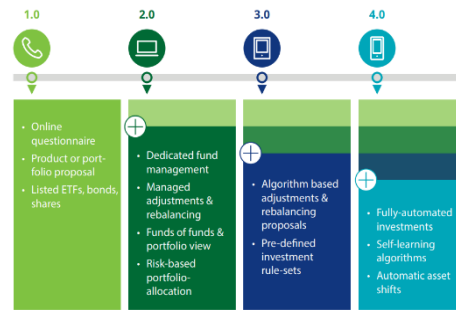 1.0
2.0
3.0
4.0
• Online
questionnaire
• Product or port-
folio proposal
• Listed ETFs, bonds,
shares
• Dedicated fund
management
• Managed
adjustments &
rebalancing
• Funds of funds &
portfolio view
• Risk-based
portfolio-
allocation
• Algorithm based
adjustments &
rebalancing
proposals
• Pre-defined
investment
rule-sets
• Fully-automated
investments
• Self-learning
algorithms
• Automatic asset
shifts